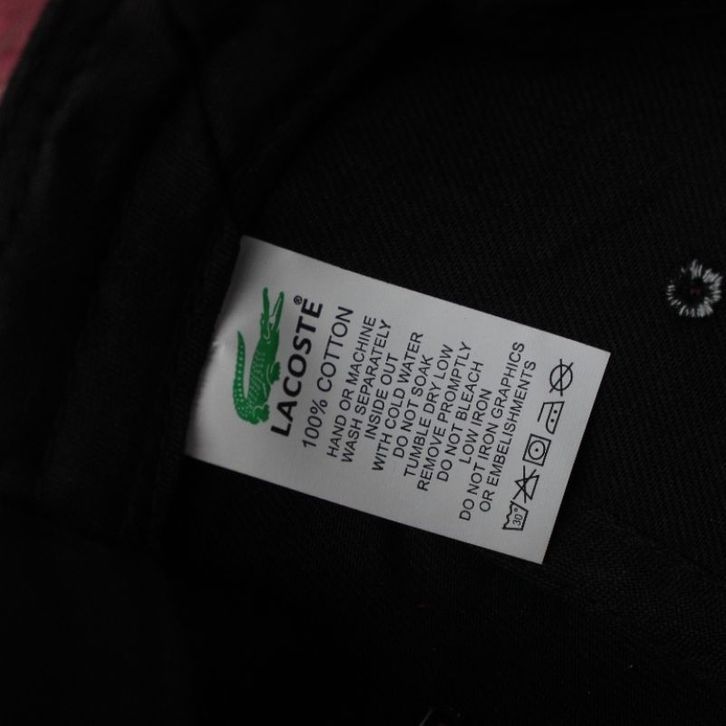 LACOSTE®
100% COTTON
HAND OR MACHINE
WASH SEPARATELY
INSIDE OUT
WITH COLD WATER
DO NOT SOAK
TUMBLE DRY LOW
REMOVE PROMPTLY
DO NOT BLEACH
LOW IRON
DO NOT IRON GRAPHICS
OR EMBELISHMENTS
30°